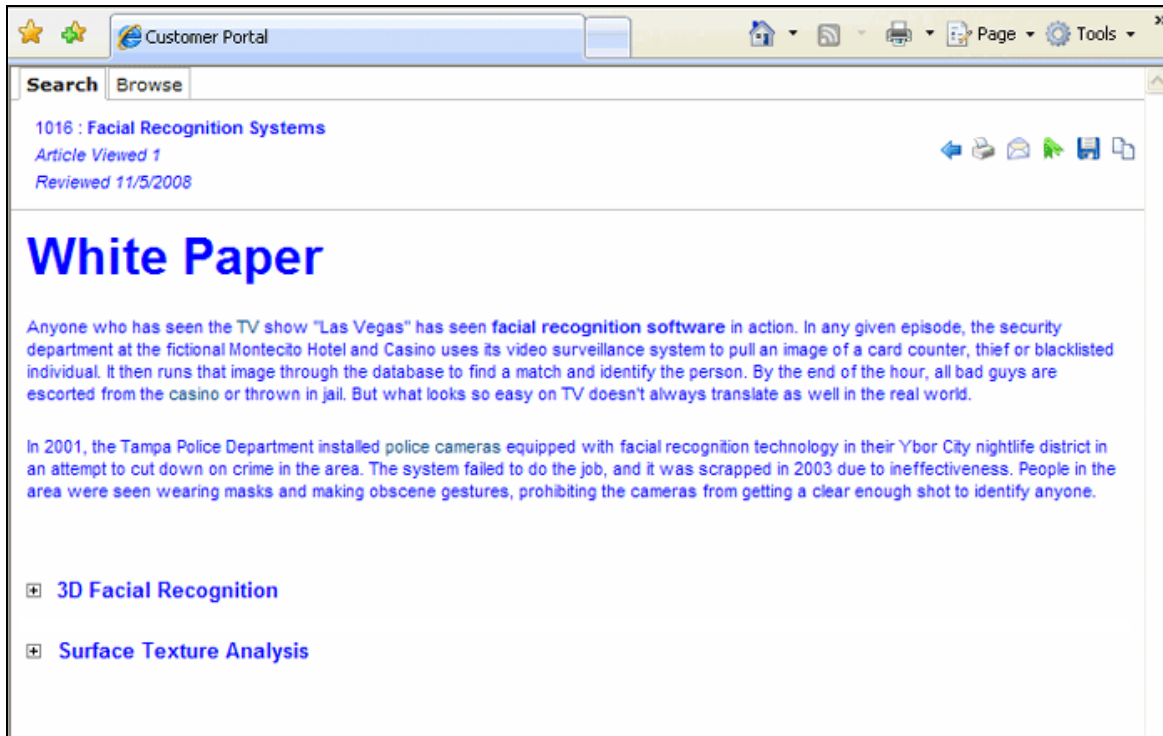 Customer Portal
Page
Tools
»
Search
Browse
1016 : Facial Recognition Systems
Article Viewed 1
Reviewed 11/5/2008
White Paper
Anyone who has seen the TV show "Las Vegas" has seen facial recognition software in action. In any given episode, the security
department at the fictional Montecito Hotel and Casino uses its video surveillance system to pull an image of a card counter, thief or blacklisted
individual. It then runs that image through the database to find a match and identify the person. By the end of the hour, all bad guys are
escorted from the casino or thrown in jail. But what looks so easy on TV doesn't always translate as well in the real world.
In 2001, the Tampa Police Department installed police cameras equipped with facial recognition technology in their Ybor City nightlife district in
an attempt to cut down on crime in the area. The system failed to do the job, and it was scrapped in 2003 due to ineffectiveness. People in the
area were seen wearing masks and making obscene gestures, prohibiting the cameras from getting a clear enough shot to identify anyone.
3D Facial Recognition
Surface Texture Analysis